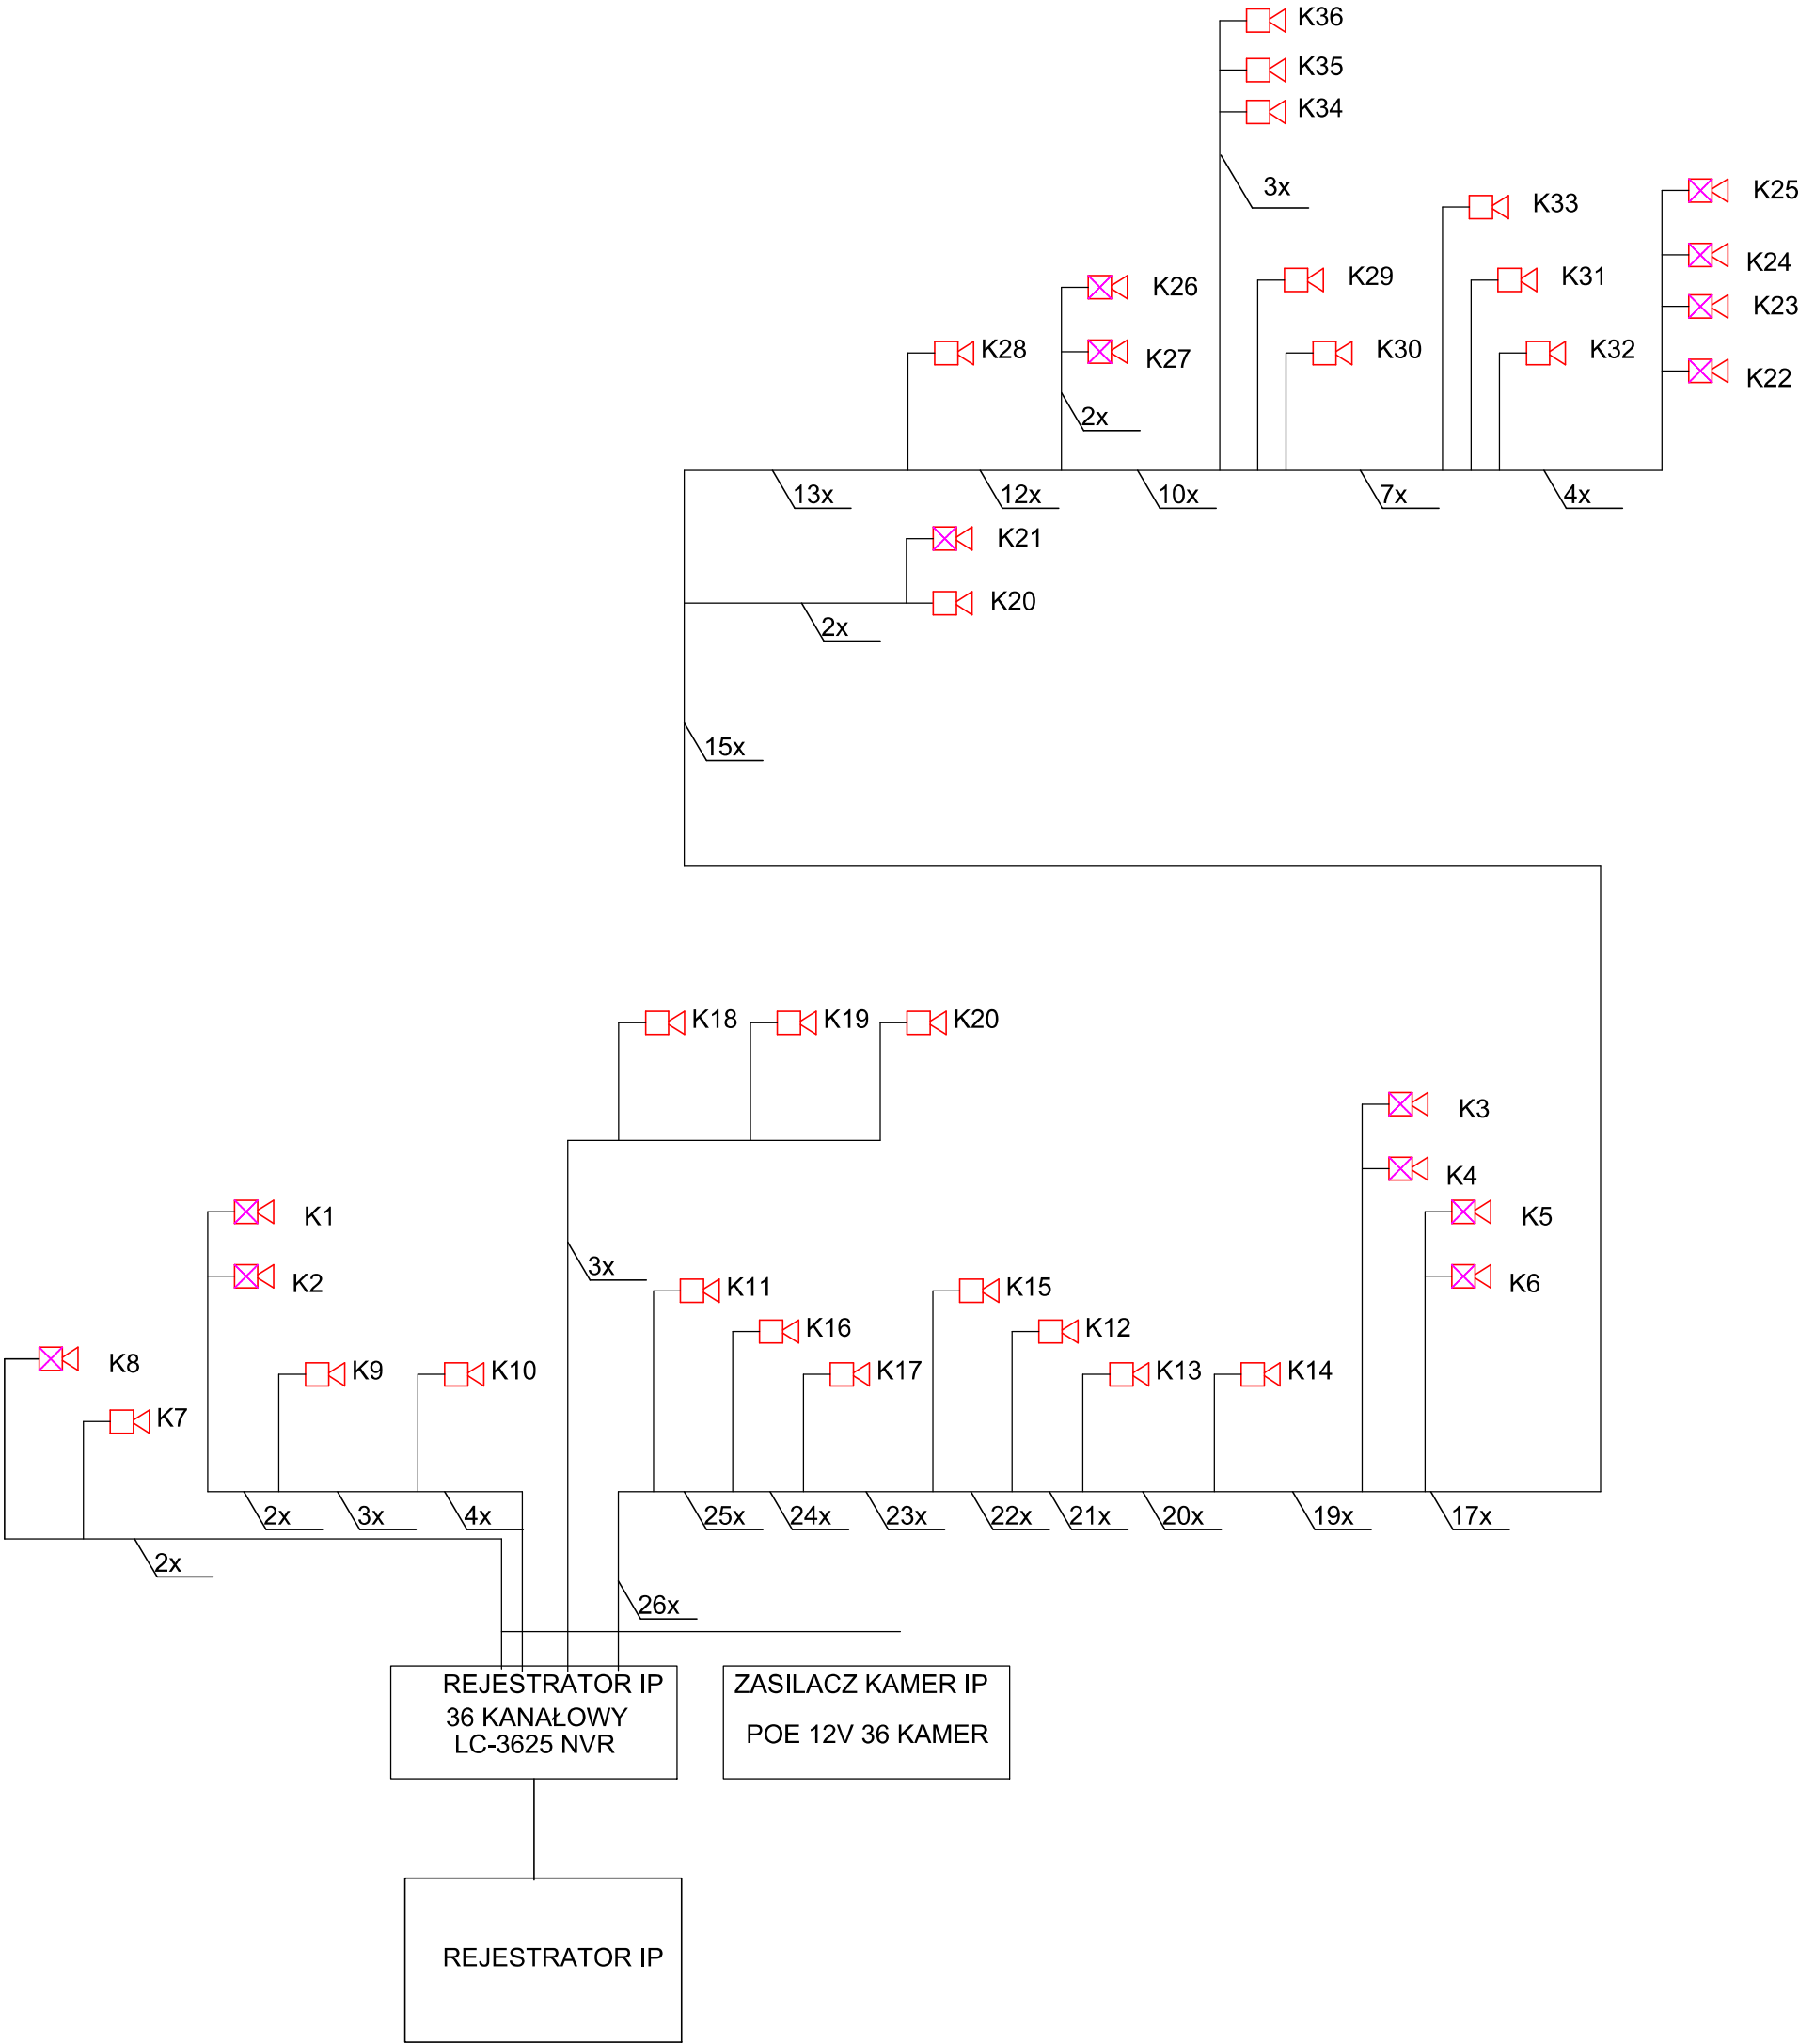 K36
K35
K34
3x
K25
K33
K24
K29
K31
K26
K23
K28
K27
K30
K32
K22
2x
13x
12x
10x
7x
4x
K21
K20
2x
15x
K18
K19
K20
K3
K4
K1
K5
3x
K2
K11
K15
K6
K16
K12
K8
K9
K10
K17
K13
K14
K7
2x
3x
4x
25x
24x
23x
22x
21x
20x
19x
17x
2x
26x
REJESTRATOR IP
36 KANAŁOWY
LC-3625 NVR
ZASILACZ KAMER IP
POE 12V 36 KAMER
REJESTRATOR IP